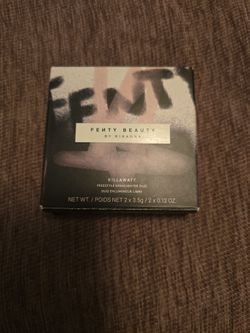 FENT
FENTY BEAUTY
BY RIHANNA
KILLAWATT
FREESTYLE HIGHLIGHTER DUO
DUO ENLUMINEUR LIBRE
NET WT. / POIDS NET 2 x 3.5g / 2 x 0.12 OZ.